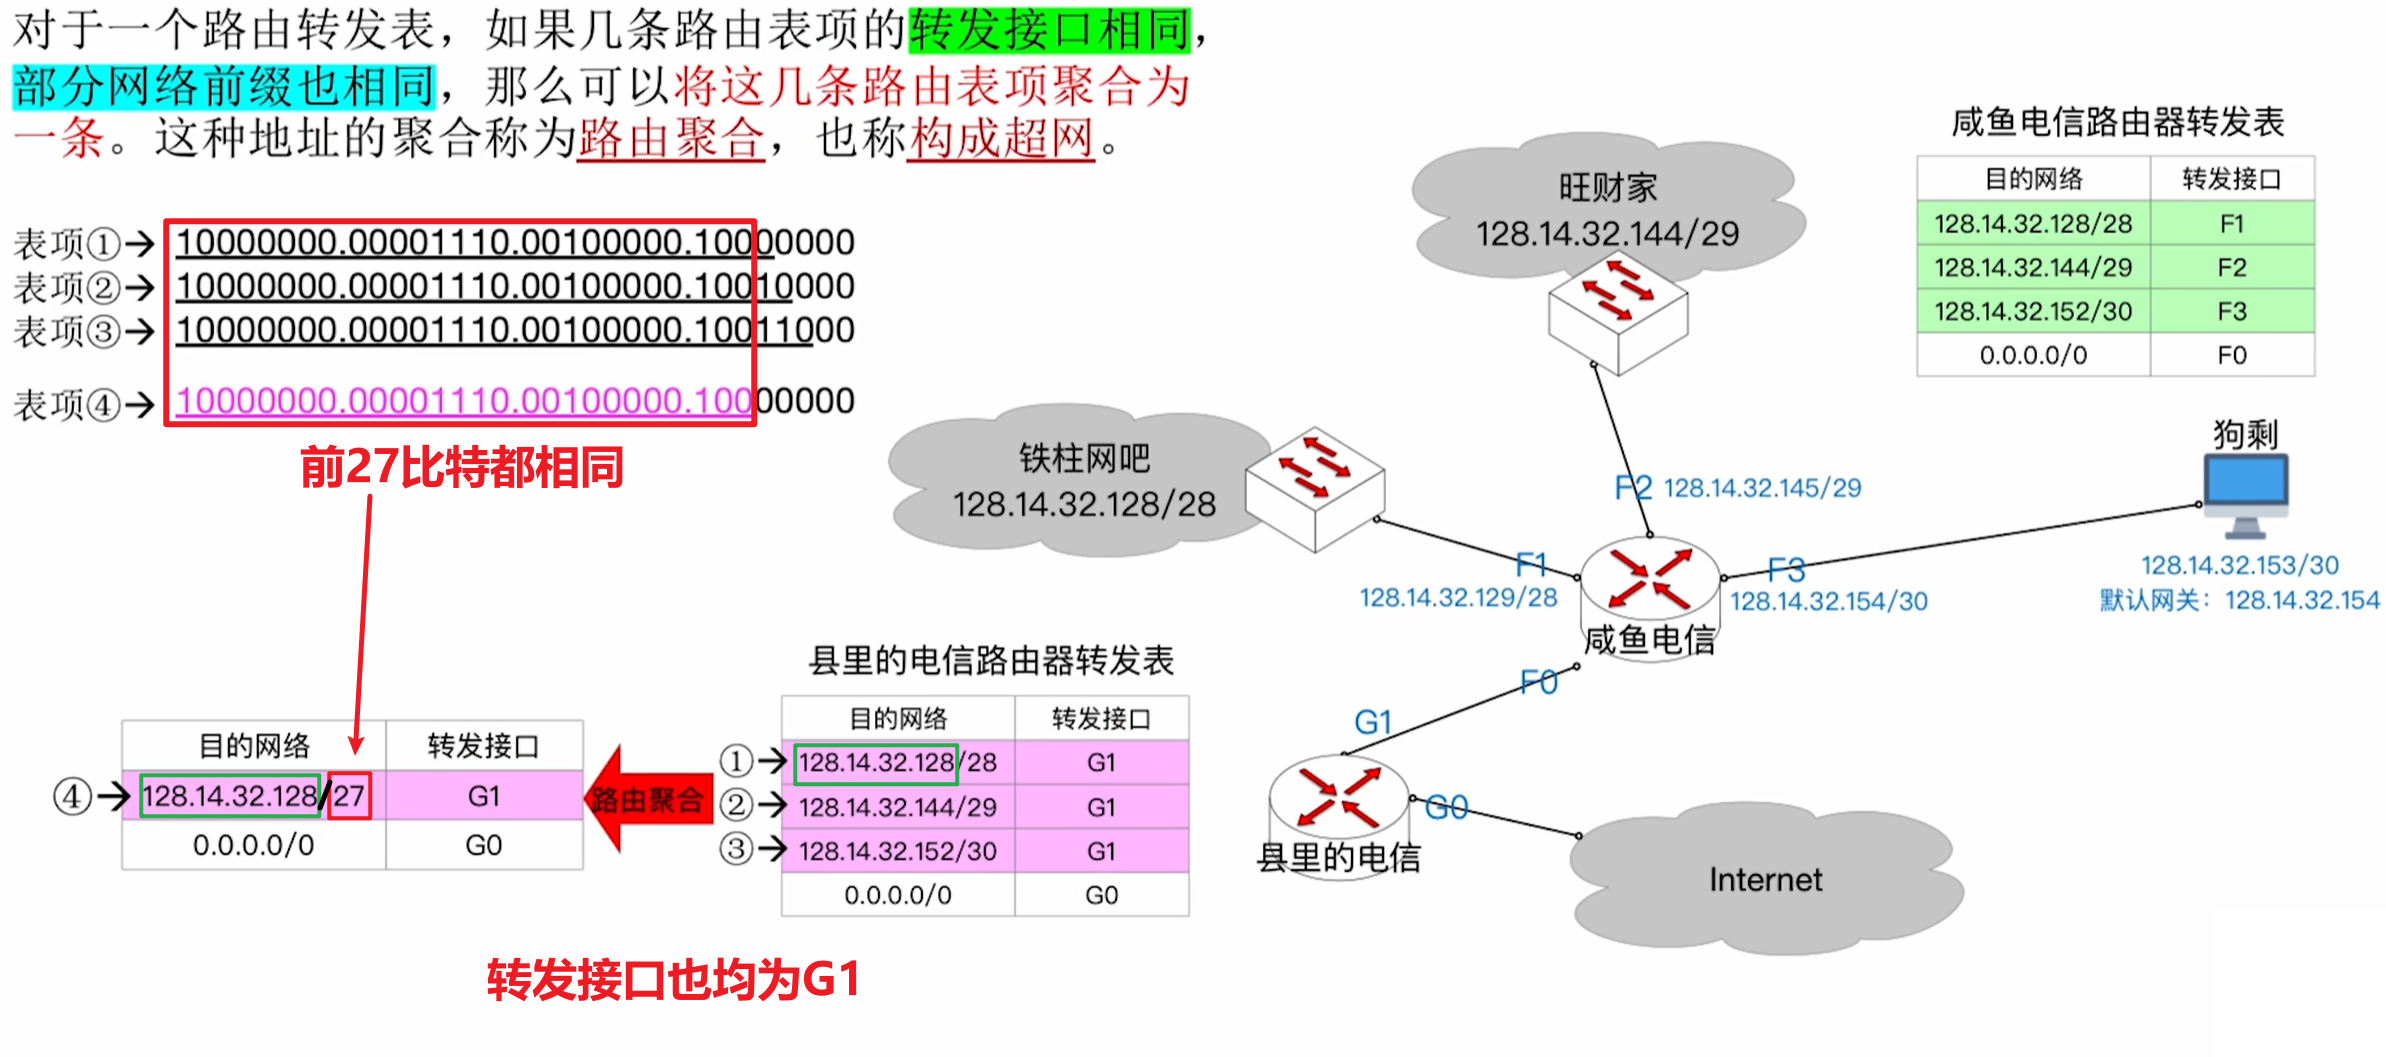 对于一个路由转发表，如果几条路由表项的转发接口相同，
部分网络前缀也相同，那么可以将这几条路由表项聚合为
一条。这种地址的聚合称为路由聚合，也称构成超网。
表项①→ 10000000.00001110.00100000.10000000
表项②→ 10000000.00001110.00100000.10010000
表项③→ 10000000.00001110.00100000.10011000
表项④→ 10000000.00001110.00100000.10000000
前27比特都相同
目的网络 转发接口
④→ 128.14.32.128/27 G1
0.0.0.0/0 G0
路由聚合
县里的电信路由器转发表
目的网络 转发接口
①→ 128.14.32.128/28 G1
②→ 128.14.32.144/29 G1
③→ 128.14.32.152/30 G1
0.0.0.0/0 G0
转发接口也均为G1
咸鱼电信路由器转发表
目的网络 转发接口
128.14.32.128/28 F1
128.14.32.144/29 F2
128.14.32.152/30 F3
0.0.0.0/0 F0
旺财家
128.14.32.144/29
铁柱网吧
128.14.32.128/28
F2 128.14.32.145/29
F1
128.14.32.129/28
F3
128.14.32.154/30
狗剩
128.14.32.153/30
默认网关：128.14.32.154
咸鱼电信
F0
G1
G0
县里的电信
Internet